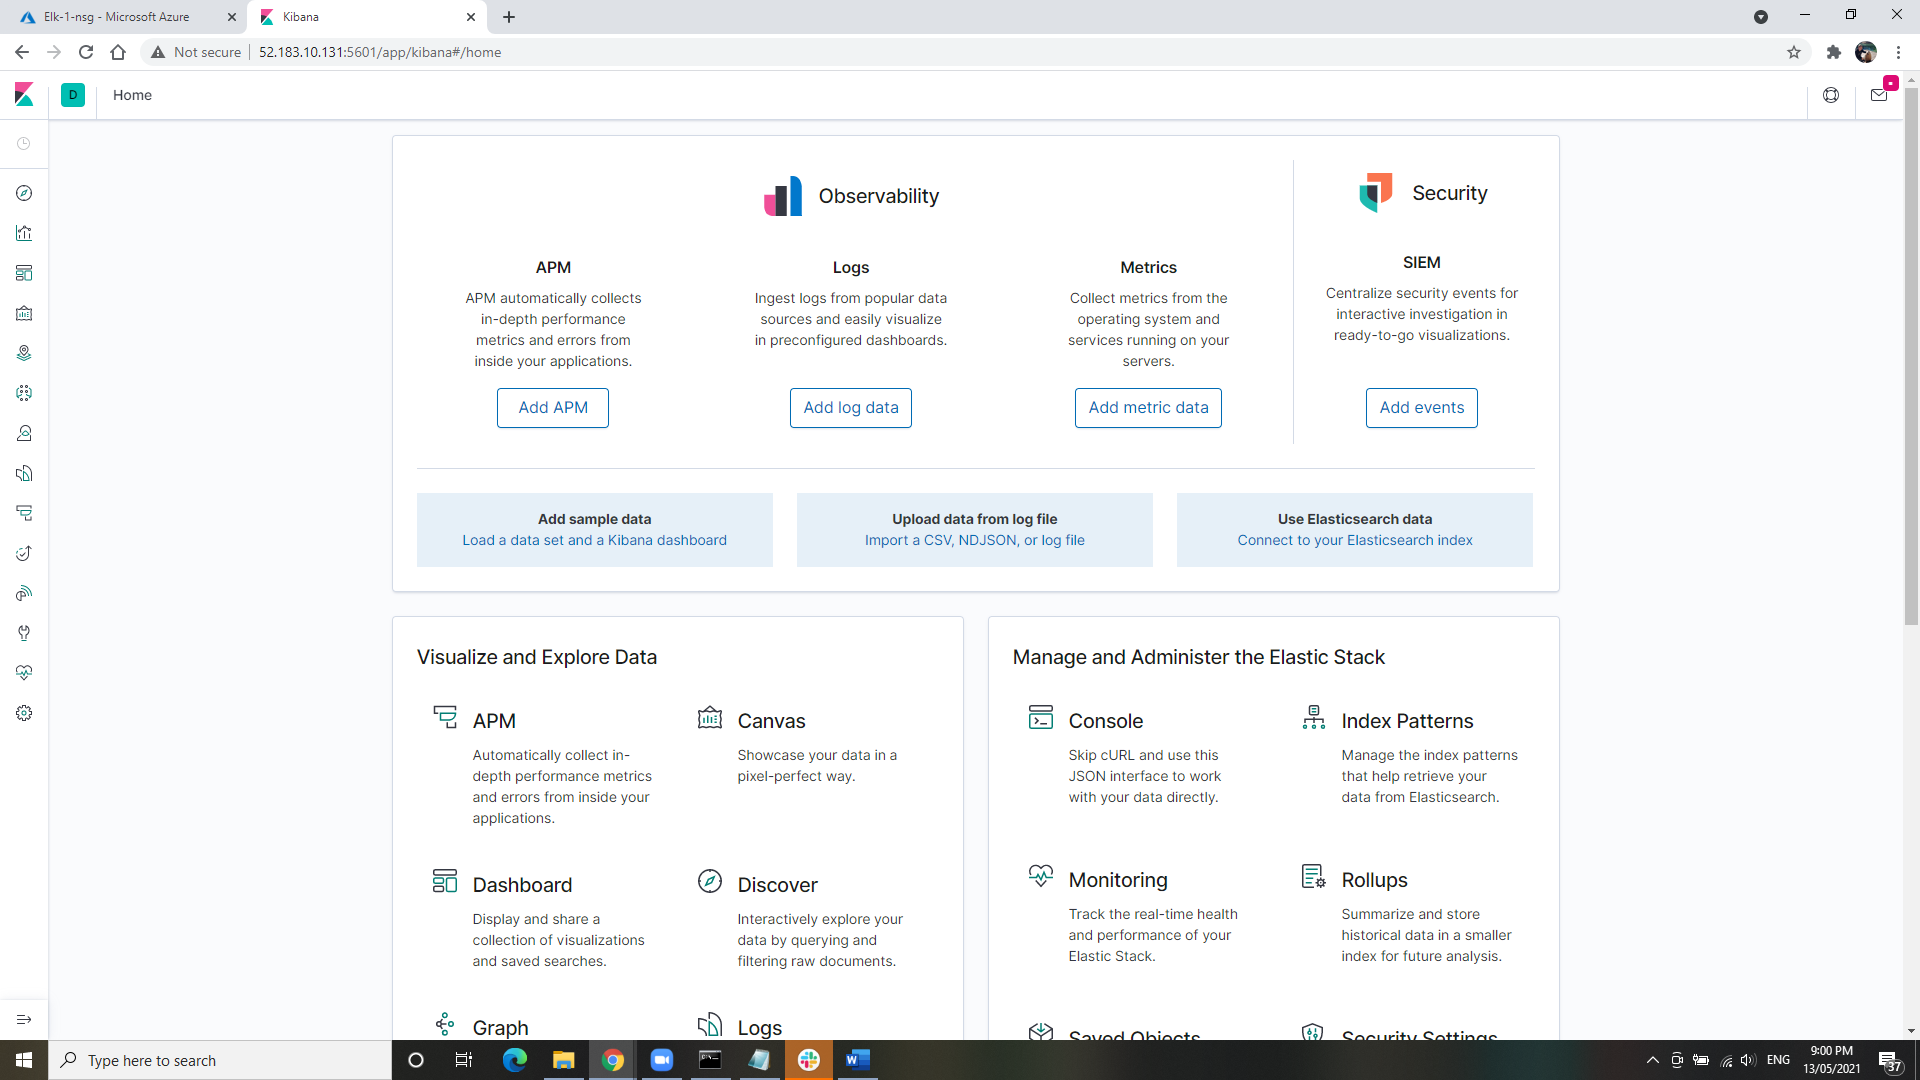 Elk-1-nsg - Microsoft Azure
Kibana
Not secure
52.183.10.131:5601/app/kibana#/home
D
Home
Observability
Security
APM
APM automatically collects
in-depth performance
metrics and errors from
inside your applications.
Add APM
Logs
Ingest logs from popular data
sources and easily visualize
in preconfigured dashboards.
Add log data
Metrics
Collect metrics from the
operating system and
services running on your
servers.
Add metric data
SIEM
Centralize security events for
interactive investigation in
ready-to-go visualizations.
Add events
Add sample data
Load a data set and a Kibana dashboard
Upload data from log file
Import a CSV, NDJSON, or log file
Use Elasticsearch data
Connect to your Elasticsearch index
Visualize and Explore Data
APM
Automatically collect in-
depth performance metrics
and errors from inside your
applications.
Canvas
Showcase your data in a
pixel-perfect way.
Dashboard
Display and share a
collection of visualizations
and saved searches.
Discover
Interactively explore your
data by querying and
filtering raw documents.
Graph
Logs
Manage and Administer the Elastic Stack
Console
Skip cURL and use this
JSON interface to work
with your data directly.
Index Patterns
Manage the index patterns
that help retrieve your
data from Elasticsearch.
Monitoring
Track the real-time health
and performance of your
Elastic Stack.
Rollups
Summarize and store
historical data in a smaller
index for future analysis.
Saved Objects
Security Settings
Type here to search
ENG
9:00 PM
13/05/2021
37